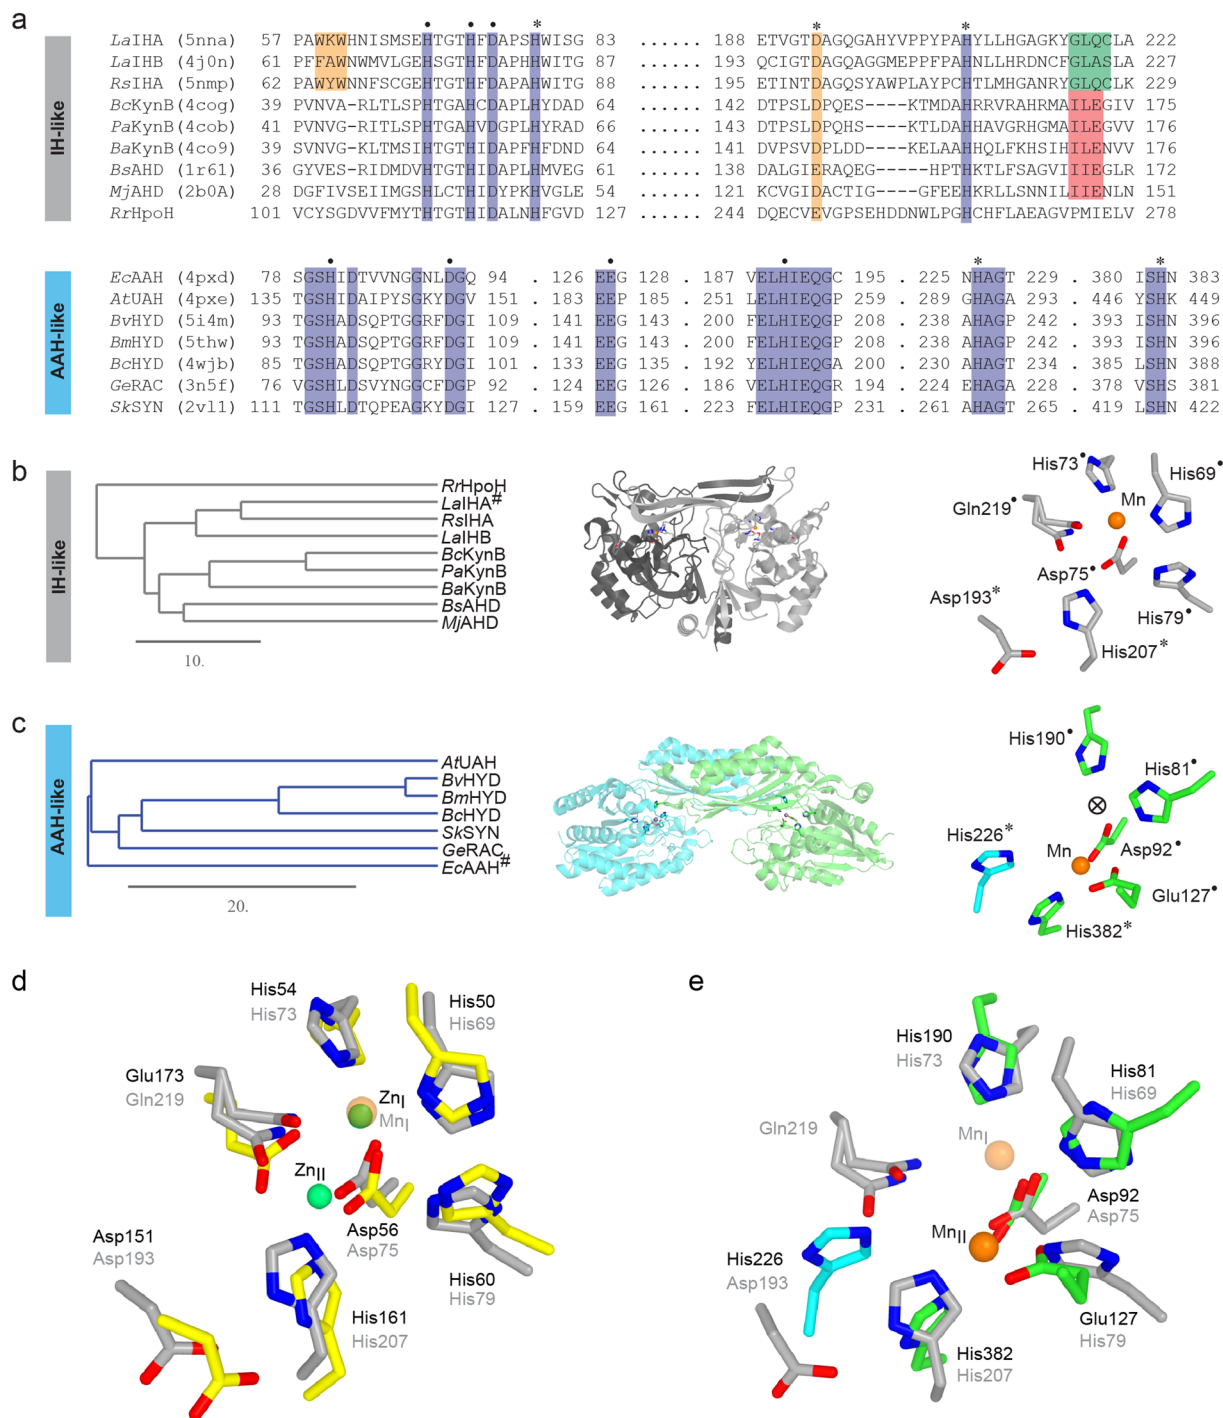 a
IH-like
LaIHA (5nna) 57 PAWKWHNISMSEHTGTHFDAPSHWISG 83 ...... 188 ETVGTDAGQGAHYVPPYPAHYLLHGAGKYGLQCLA 222
LaIHB (4j0n) 61 PFFAWNWMVLGEHSGTHFDAPHHWITG 87 ...... 193 QCIGTDAGQAGGMEPPFPAHNLLHRDNCFGLASLA 227
RsIHA (5nmp) 62 PAWYWNNFSCGEHTGTHFDAPAHWITG 88 ...... 195 ETINTDAGQSYAWPLAYPCHTLMHGANRYGLQCLK 229
BcKynB (4cog) 39 PVNVA-RLTLSPHTGAHCDAPLHYDAD 64 ...... 142 DTPSLDPQES----KTMDAHRRVRAHRMAILEGIV 175
PaKynB (4cob) 41 PVNVG-RITLSPHTGAHVDGPLHYRAD 66 ...... 143 DTPSLDPQHS----KTLDAHHAVGRHGMAILEGVV 176
BaKynB (4co9) 39 SVNVG-KLTMSIHTGTHIDAPFHFDND 64 ...... 141 DVPSVDPLDD----KELAAHHQLFKHSIHILENVV 176
BsAHD (1r61) 36 GYVES-RIDMDVHTGTHIDAPLHMVEG 61 ...... 138 DALGIERAQEG----HPTHKTLFSAGVIIIEGLR 172
MjAHD (2b0A) 28 DGFIVSEIIMGSHLCTHIDYPKHVGLE 54 ...... 121 KCVGIDACTIG----GFEEHKRLLSNNILIIENLN 151
RrHpoH 101 VCYSGDVVFMYTHTGTHIDALNHFGVD 127 ...... 244 DQECVEVGPSEHDDNWLPGHCHFLAEAGVPMIELV 278
AAH-like
EcAAH (4pxd) 78 SGSHIDTVVNGGNLDGQ 94 . 126 EEG 128 . 187 VELHIEQGC 195 . 225 NHAGT 229 . 380 ISHN 383
AtUAH (4pxe) 135 TGSHIDAIPYSGKYDGV 151 . 183 EEP 185 . 251 LELHIEQGP 259 . 289 GHAGA 293 . 446 YSHK 449
BvHYD (5i4m) 93 TGSHADSQPTGGRFDGI 109 . 141 EEG 143 . 200 FELHIEQGP 208 . 238 AHAGP 242 . 393 ISHN 396
BmHYD (5thw) 93 TGSHADSQPTGGRFDGI 109 . 141 EEG 143 . 200 FELHIEQGP 208 . 238 AHAGP 242 . 393 ISHN 396
BcHYD (4wjb) 85 TGSHADSQPTGGRYDGI 101 . 133 EEG 135 . 192 YELHIEQGA 200 . 230 AHAGT 234 . 385 LSHN 388
GeRAC (3n5f) 76 VGSHLDSVYNGGCFDGP 92 . 124 EEG 126 . 186 VELHIEQGR 194 . 224 EHAGA 228 . 378 VSHS 381
SkSYN (2vl1) 111 TGSHLDTQPEAGKYDGI 127 . 159 EEG 161 . 223 FELHIEQGP 231 . 261 AHAGT 265 . 419 LSHN 422
b
IH-like
RrHpoH
LaIHA#
RsIHA
LaIHB
BcKynB
PaKynB
BaKynB
BsAHD
MjAHD
10.
His73•
His69•
Gln219•
Mn
Asp75•
Asp193*
His79•
His207*
c
AAH-like
AtUAH
BvHYD
BmHYD
BcHYD
SkSYN
GeRAC
EcAAH#
20.
His190•
His81•
His226*
Mn
Asp92•
Glu127•
His382*
d
His54
His73
His50
His69
Glu173
Gln219
ZnI
MnI
ZnII
Asp151
Asp193
Asp56
Asp75
His60
His79
His161
His207
e
His190
His73
His81
His69
Gln219
MnI
Asp92
Asp75
MnII
His226
Asp193
Glu127
His79
His382
His207